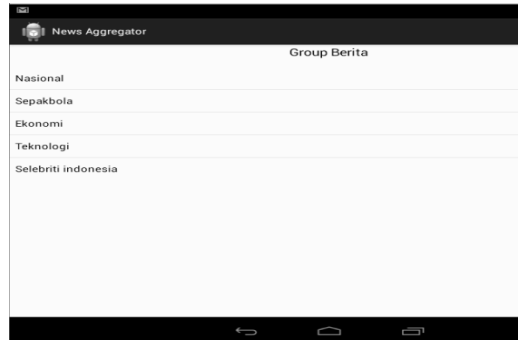 News Aggregator
Group Berita
Nasional
Sepakbola
Ekonomi
Teknologi
Selebriti indonesia